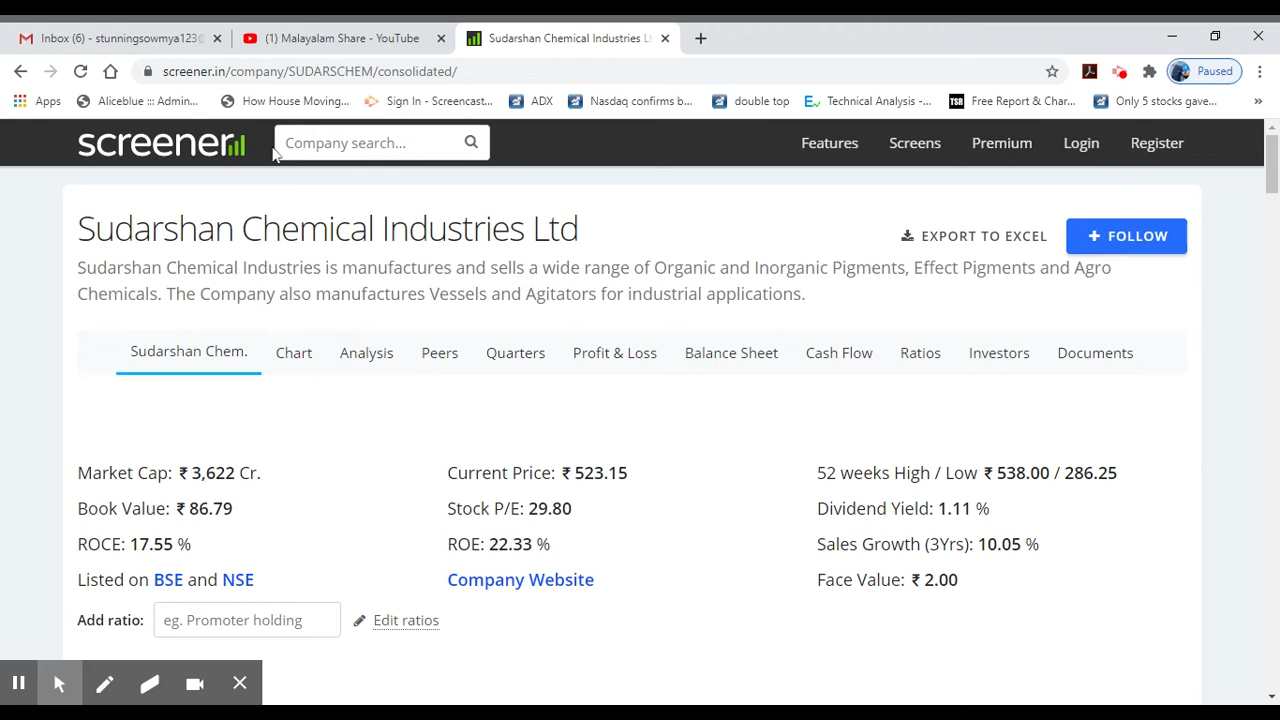 Inbox (6) - stunningsowmya123@
(1) Malayalam Share - YouTube
Sudarshan Chemical Industries Lt
screener.in/company/SUDARSCHEM/consolidated/
Paused
Apps
Aliceblue ::: Admin...
How House Moving...
Sign In - Screencast...
ADX
Nasdaq confirms b...
double top
Technical Analysis -...
TSR
Free Report & Char...
Only 5 stocks gave...
»
screener
Company search...
Features
Screens
Premium
Login
Register
Sudarshan Chemical Industries Ltd
EXPORT TO EXCEL
+ FOLLOW
Sudarshan Chemical Industries is manufactures and sells a wide range of Organic and Inorganic Pigments, Effect Pigments and Agro
Chemicals. The Company also manufactures Vessels and Agitators for industrial applications.
Sudarshan Chem.
Chart
Analysis
Peers
Quarters
Profit & Loss
Balance Sheet
Cash Flow
Ratios
Investors
Documents
Market Cap: ₹ 3,622 Cr.
Current Price: ₹ 523.15
52 weeks High / Low ₹ 538.00 / 286.25
Book Value: ₹ 86.79
Stock P/E: 29.80
Dividend Yield: 1.11 %
ROCE: 17.55 %
ROE: 22.33 %
Sales Growth (3Yrs): 10.05 %
Listed on BSE and NSE
Company Website
Face Value: ₹ 2.00
Add ratio:
eg. Promoter holding
Edit ratios